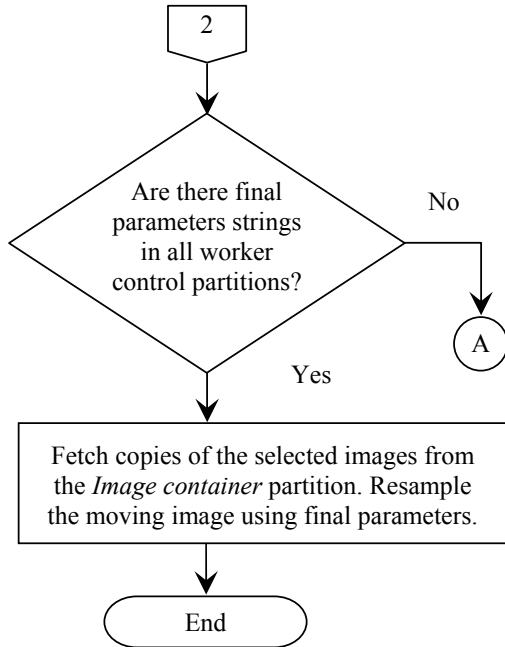 2
Are there final
parameters strings
in all worker
control partitions?
No
A
Yes
Fetch copies of the selected images from
the Image container partition. Resample
the moving image using final parameters.
End